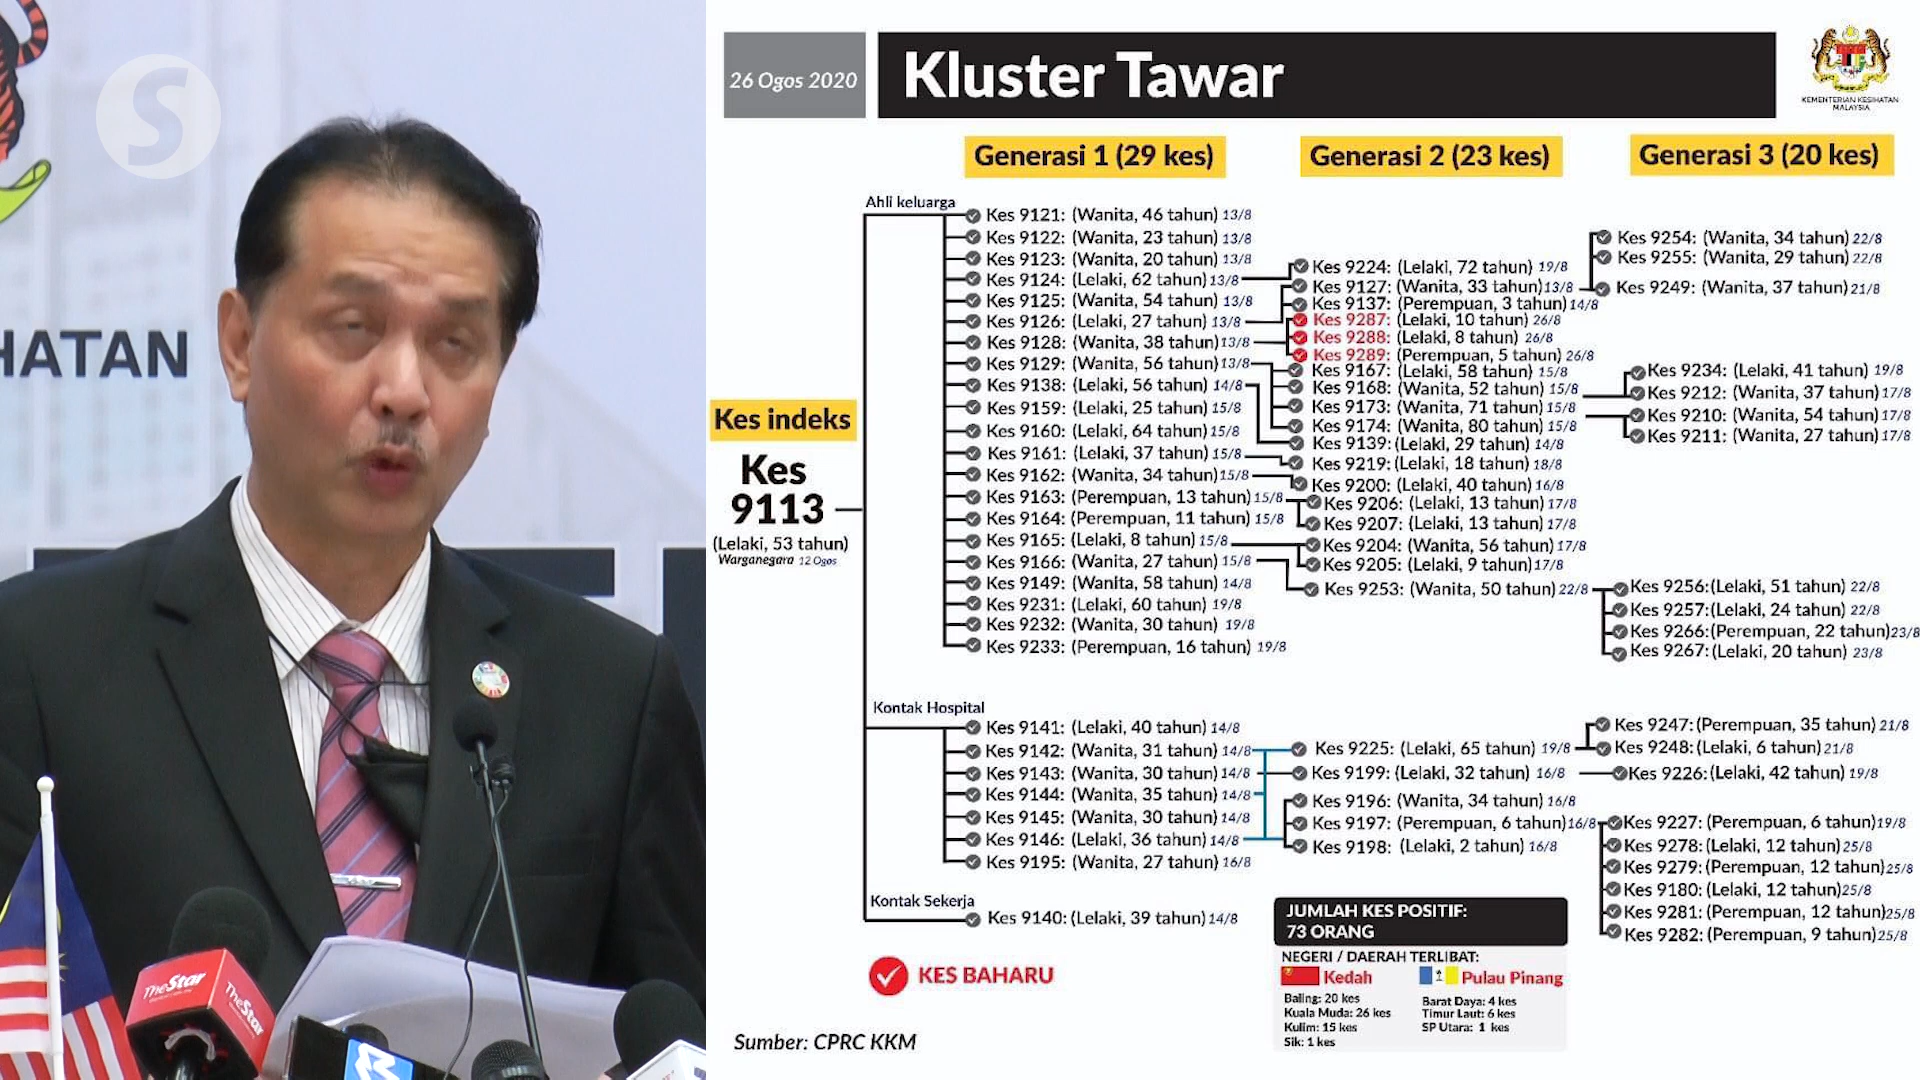 S
HATAN
TheStar
TheStar
26 Ogos 2020
Kluster Tawar
KEMENTERIAN KESIHATAN
MALAYSIA
Generasi 1 (29 kes)
Generasi 2 (23 kes)
Generasi 3 (20 kes)
Kes indeks
Kes
9113
(Lelaki, 53 tahun)
Warganegara 12 Ogos
Ahli keluarga
Kes 9121: (Wanita, 46 tahun) 13/8
Kes 9122: (Wanita, 23 tahun) 13/8
Kes 9123: (Wanita, 20 tahun) 13/8
Kes 9124: (Lelaki, 62 tahun) 13/8
Kes 9125: (Wanita, 54 tahun) 13/8
Kes 9126: (Lelaki, 27 tahun) 13/8
Kes 9128: (Wanita, 38 tahun) 13/8
Kes 9129: (Wanita, 56 tahun) 13/8
Kes 9138: (Lelaki, 56 tahun) 14/8
Kes 9159: (Lelaki, 25 tahun) 15/8
Kes 9160: (Lelaki, 64 tahun) 15/8
Kes 9161: (Lelaki, 37 tahun) 15/8
Kes 9162: (Wanita, 34 tahun) 15/8
Kes 9163: (Perempuan, 13 tahun) 15/8
Kes 9164: (Perempuan, 11 tahun) 15/8
Kes 9165: (Lelaki, 8 tahun) 15/8
Kes 9166: (Wanita, 27 tahun) 15/8
Kes 9149: (Wanita, 58 tahun) 14/8
Kes 9231: (Lelaki, 60 tahun) 19/8
Kes 9232: (Wanita, 30 tahun) 19/8
Kes 9233: (Perempuan, 16 tahun) 19/8
Kontak Hospital
Kes 9141: (Lelaki, 40 tahun) 14/8
Kes 9142: (Wanita, 31 tahun) 14/8
Kes 9143: (Wanita, 30 tahun) 14/8
Kes 9144: (Wanita, 35 tahun) 14/8
Kes 9145: (Wanita, 30 tahun) 14/8
Kes 9146: (Lelaki, 36 tahun) 14/8
Kes 9195: (Wanita, 27 tahun) 16/8
Kontak Sekerja
Kes 9140: (Lelaki, 39 tahun) 14/8
Kes 9224: (Lelaki, 72 tahun) 19/8
Kes 9127: (Wanita, 33 tahun) 13/8
Kes 9137: (Perempuan, 3 tahun) 14/8
Kes 9287: (Lelaki, 10 tahun) 26/8
Kes 9288: (Lelaki, 8 tahun) 26/8
Kes 9289: (Perempuan, 5 tahun) 26/8
Kes 9167: (Lelaki, 58 tahun) 15/8
Kes 9168: (Wanita, 52 tahun) 15/8
Kes 9173: (Wanita, 71 tahun) 15/8
Kes 9174: (Wanita, 80 tahun) 15/8
Kes 9139: (Lelaki, 29 tahun) 14/8
Kes 9219: (Lelaki, 18 tahun) 18/8
Kes 9200: (Lelaki, 40 tahun) 16/8
Kes 9206: (Lelaki, 13 tahun) 17/8
Kes 9207: (Lelaki, 13 tahun) 17/8
Kes 9204: (Wanita, 56 tahun) 17/8
Kes 9205: (Lelaki, 9 tahun) 17/8
Kes 9253: (Wanita, 50 tahun) 22/8
Kes 9225: (Lelaki, 65 tahun) 19/8
Kes 9199: (Lelaki, 32 tahun) 16/8
Kes 9196: (Wanita, 34 tahun) 16/8
Kes 9197: (Perempuan, 6 tahun) 16/8
Kes 9198: (Lelaki, 2 tahun) 16/8
Kes 9254: (Wanita, 34 tahun) 22/8
Kes 9255: (Wanita, 29 tahun) 22/8
Kes 9249: (Wanita, 37 tahun) 21/8
Kes 9234: (Lelaki, 41 tahun) 19/8
Kes 9212: (Wanita, 37 tahun) 17/8
Kes 9210: (Wanita, 54 tahun) 17/8
Kes 9211: (Wanita, 27 tahun) 17/8
Kes 9256: (Lelaki, 51 tahun) 22/8
Kes 9257: (Lelaki, 24 tahun) 22/8
Kes 9266: (Perempuan, 22 tahun) 23/8
Kes 9267: (Lelaki, 20 tahun) 23/8
Kes 9247: (Perempuan, 35 tahun) 21/8
Kes 9248: (Lelaki, 6 tahun) 21/8
Kes 9226: (Lelaki, 42 tahun) 19/8
Kes 9227: (Perempuan, 6 tahun) 19/8
Kes 9278: (Lelaki, 12 tahun) 25/8
Kes 9279: (Perempuan, 12 tahun) 25/8
Kes 9180: (Lelaki, 12 tahun) 25/8
Kes 9281: (Perempuan, 12 tahun) 25/8
Kes 9282: (Perempuan, 9 tahun) 25/8
KES BAHARU
JUMLAH KES POSITIF:
73 ORANG
NEGERI / DAERAH TERLIBAT:
Kedah
Baling: 20 kes
Kuala Muda: 26 kes
Kulim: 15 kes
Sik: 1 kes
Pulau Pinang
Barat Daya: 4 kes
Timur Laut: 6 kes
SP Utara: 1 kes
Sumber: CPRC KKM